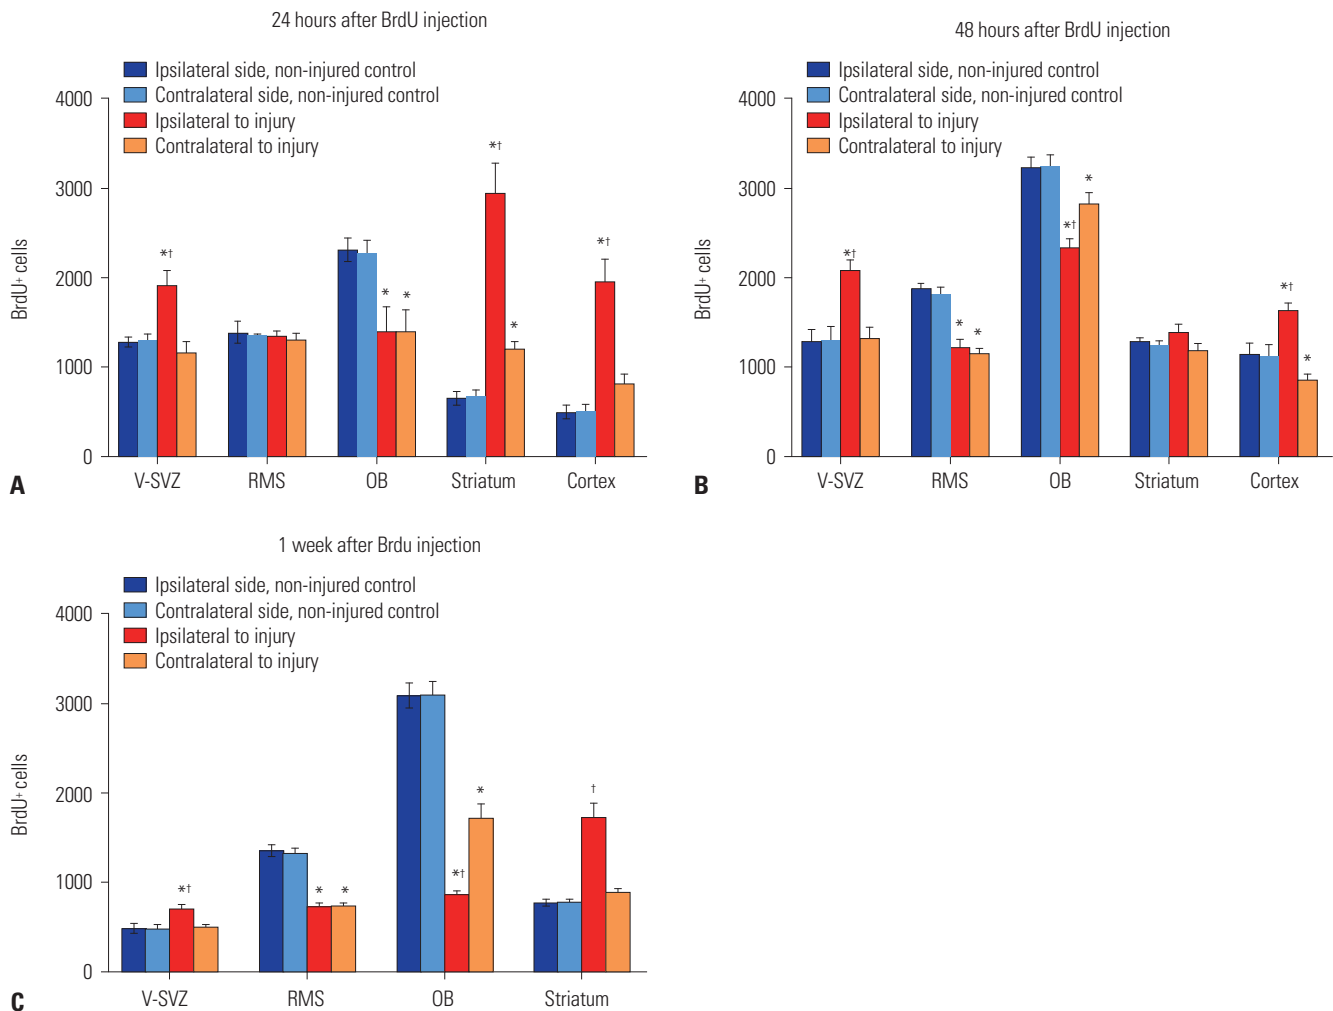 24 hours after BrdU injection
Ipsilateral side, non-injured control
Contralateral side, non-injured control
Ipsilateral to injury
Contralateral to injury
BrdU+ cells
4000
3000
2000
1000
0
*†
*
*
*†
*
*†
V-SVZ RMS OB Striatum Cortex
A
48 hours after BrdU injection
Ipsilateral side, non-injured control
Contralateral side, non-injured control
Ipsilateral to injury
Contralateral to injury
BrdU+ cells
4000
3000
2000
1000
0
*†
*
*
*†
*
*†
*
V-SVZ RMS OB Striatum Cortex
B
1 week after Brdu injection
Ipsilateral side, non-injured control
Contralateral side, non-injured control
Ipsilateral to injury
Contralateral to injury
BrdU+ cells
4000
3000
2000
1000
0
*†
*
*
*†
*
†
V-SVZ RMS OB Striatum
C